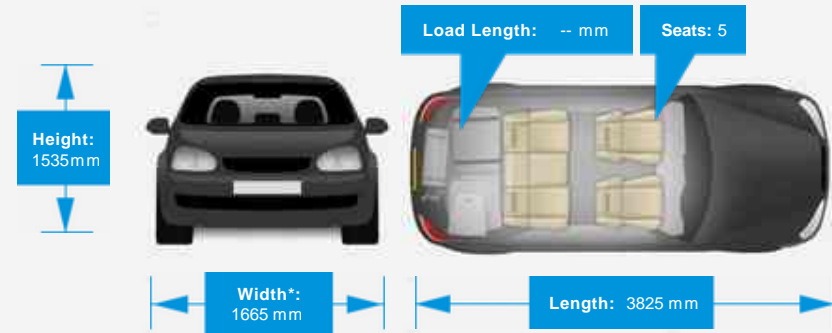 Load Length: -- mm
Seats: 5
Height:
1535mm
Width*:
1665 mm
Length: 3825 mm